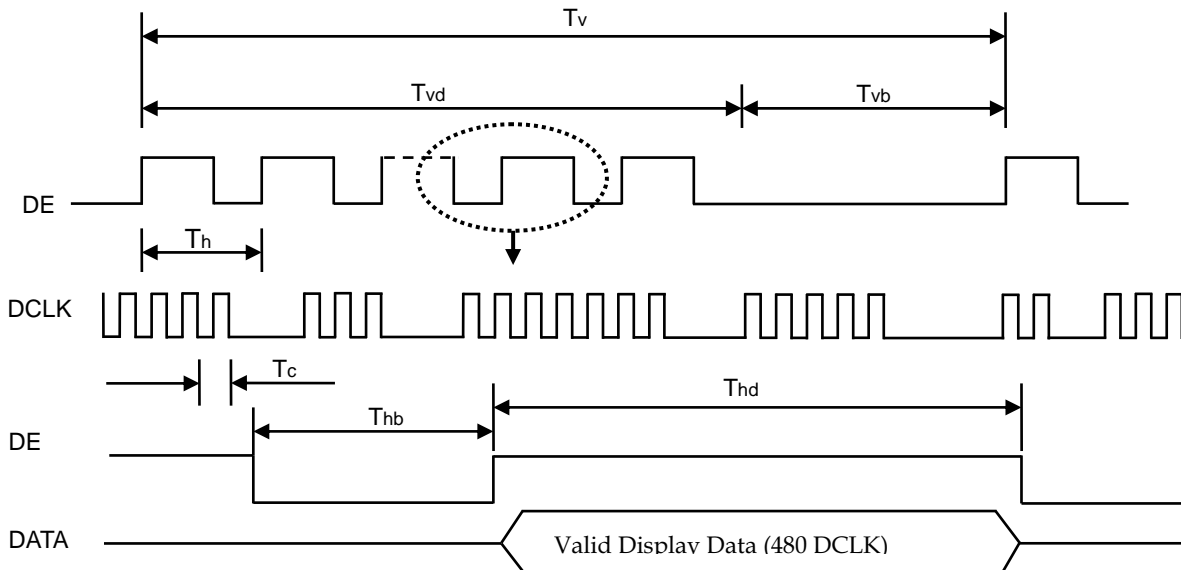 Tv
Tvd
Tvb
DE
Th
DCLK
Tc
Thd
Thb
DE
DATA
Valid Display Data (480 DCLK)